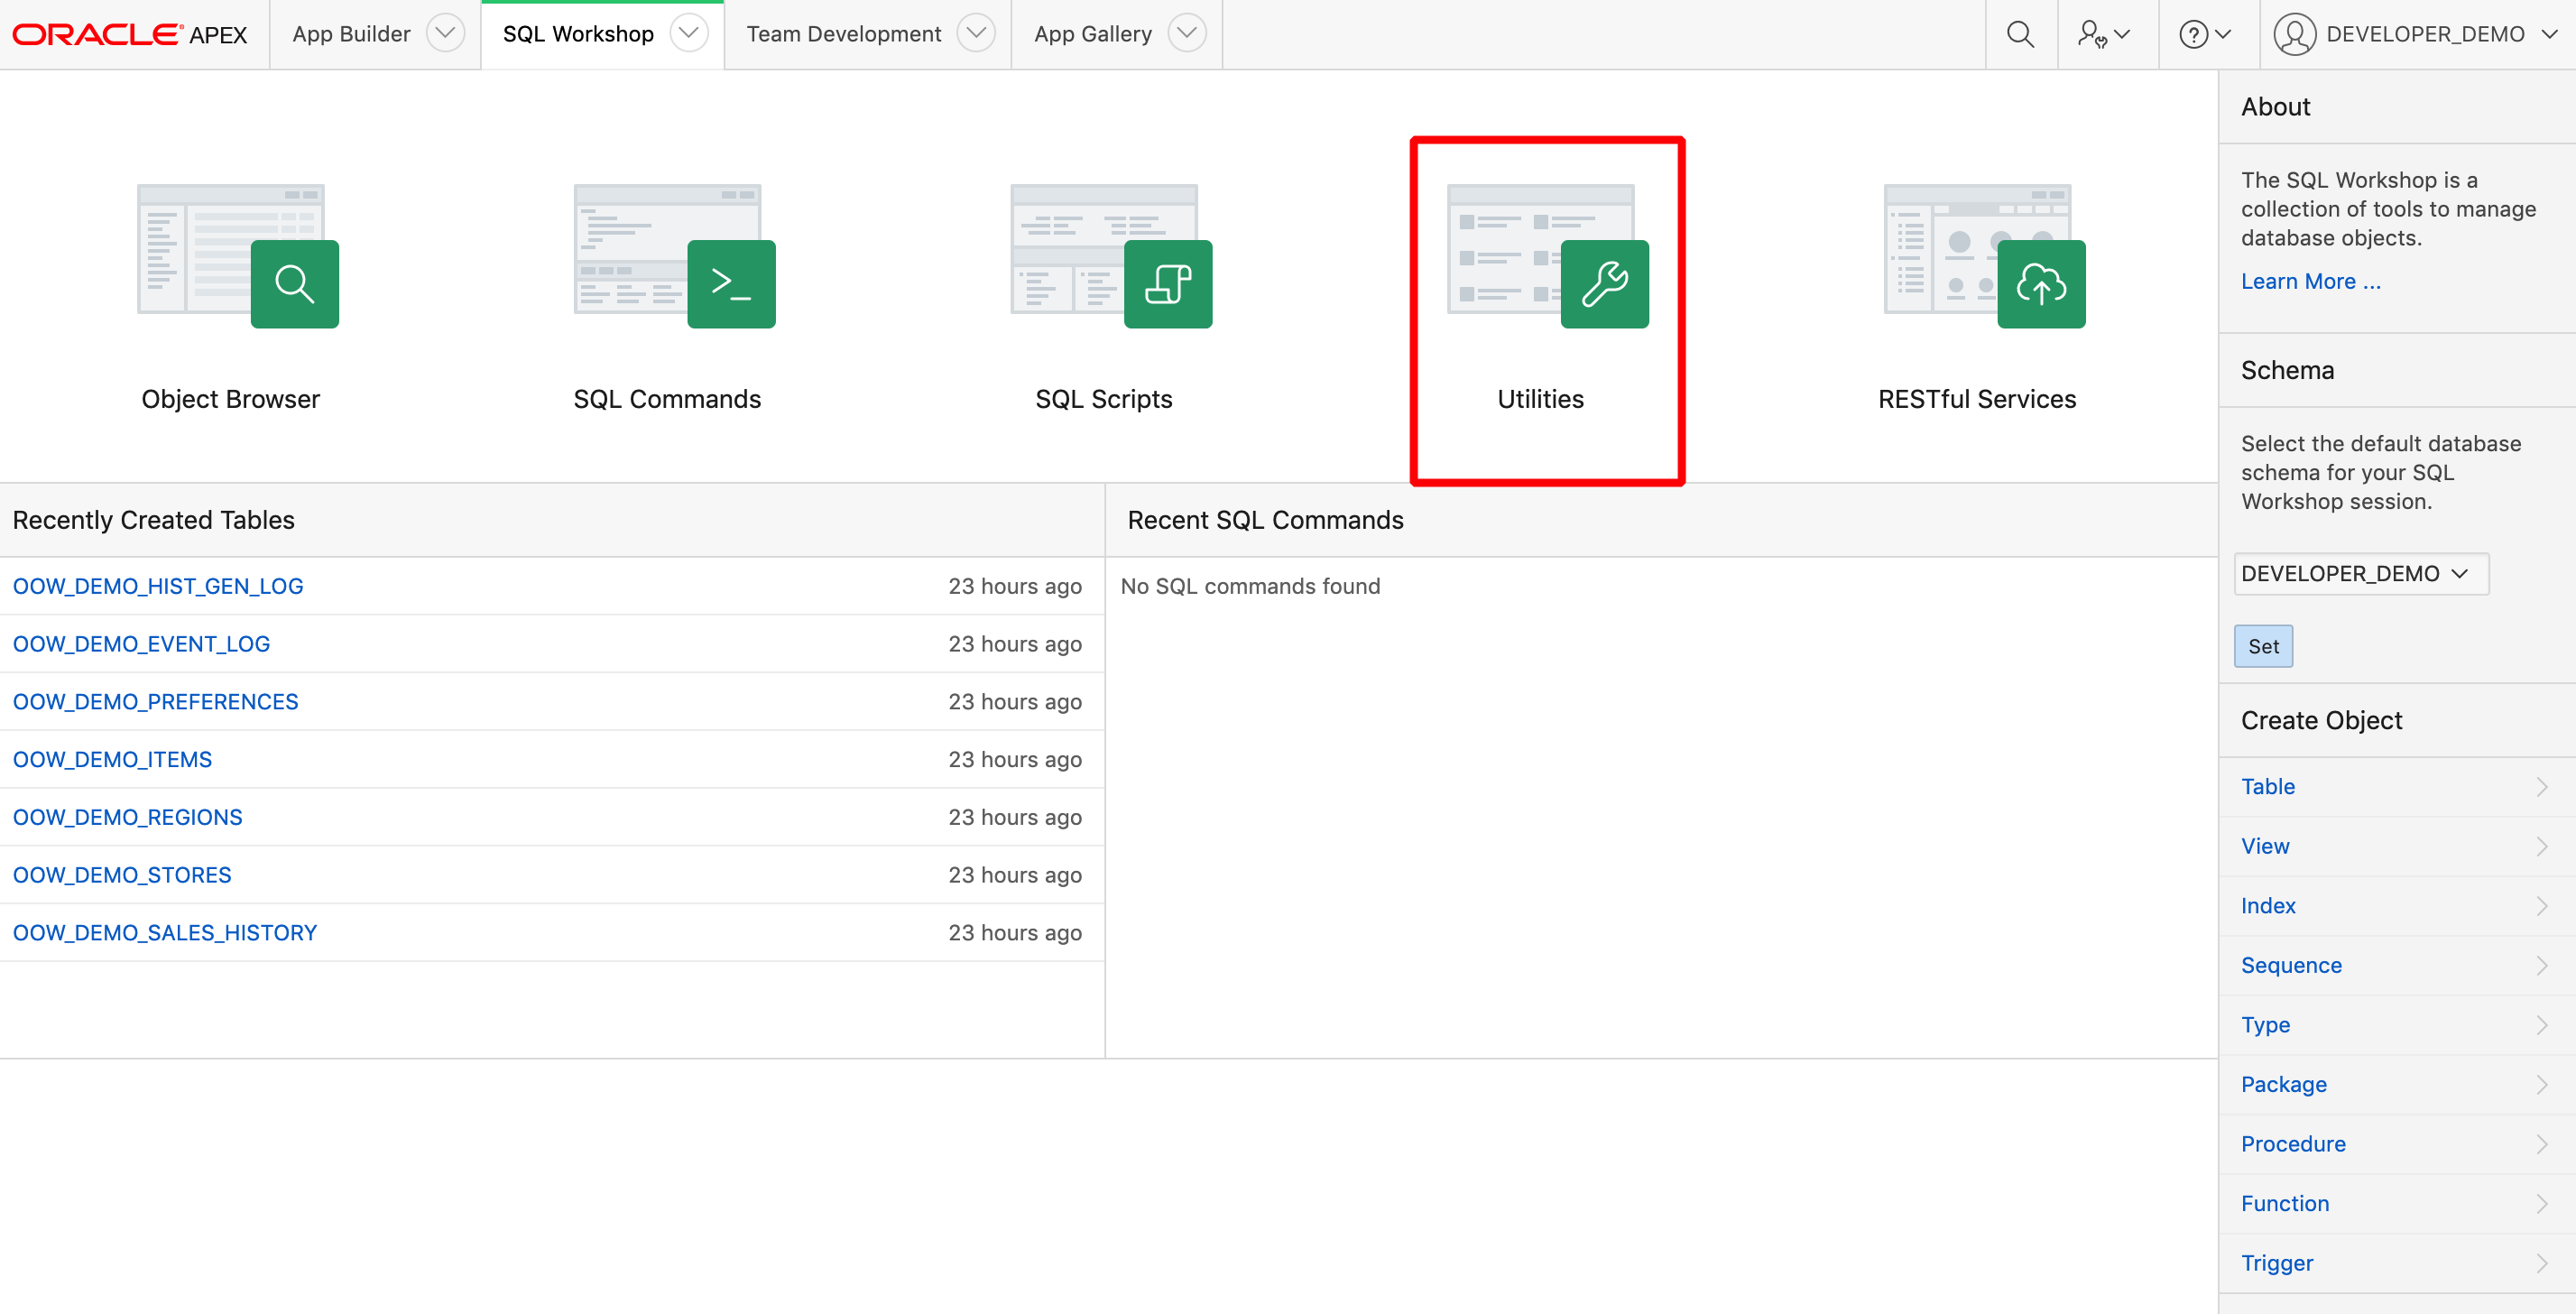 ORACLE APEX
App Builder
SQL Workshop
Team Development
App Gallery
DEVELOPER_DEMO
Object Browser
SQL Commands
SQL Scripts
Utilities
RESTful Services
Recently Created Tables
OOW_DEMO_HIST_GEN_LOG 23 hours ago
OOW_DEMO_EVENT_LOG 23 hours ago
OOW_DEMO_PREFERENCES 23 hours ago
OOW_DEMO_ITEMS 23 hours ago
OOW_DEMO_REGIONS 23 hours ago
OOW_DEMO_STORES 23 hours ago
OOW_DEMO_SALES_HISTORY 23 hours ago
Recent SQL Commands
No SQL commands found
About
The SQL Workshop is a
collection of tools to manage
database objects.
Learn More ...
Schema
Select the default database
schema for your SQL
Workshop session.
DEVELOPER_DEMO
Set
Create Object
Table
View
Index
Sequence
Type
Package
Procedure
Function
Trigger